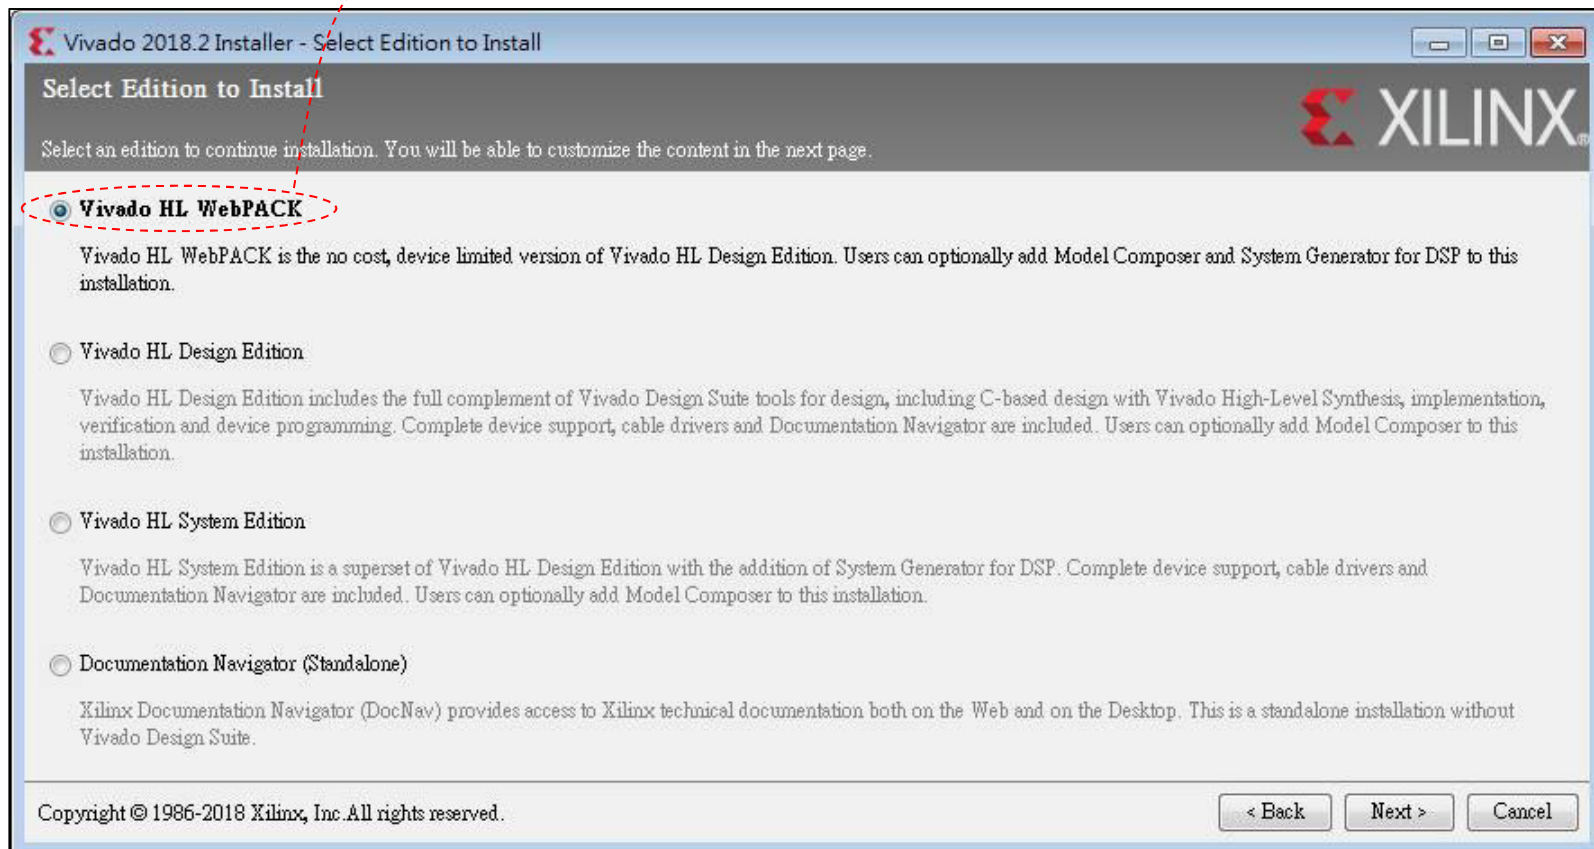 Vivado 2018.2 Installer - Select Edition to Install
Select Edition to Install
XILINX®
Select an edition to continue installation. You will be able to customize the content in the next page.
Vivado HL WebPACK
Vivado HL WebPACK is the no cost, device limited version of Vivado HL Design Edition. Users can optionally add Model Composer and System Generator for DSP to this
installation.
Vivado HL Design Edition
Vivado HL Design Edition includes the full complement of Vivado Design Suite tools for design, including C-based design with Vivado High-Level Synthesis, implementation,
verification and device programming. Complete device support, cable drivers and Documentation Navigator are included. Users can optionally add Model Composer to this
installation.
Vivado HL System Edition
Vivado HL System Edition is a superset of Vivado HL Design Edition with the addition of System Generator for DSP. Complete device support, cable drivers and
Documentation Navigator are included. Users can optionally add Model Composer to this installation.
Documentation Navigator (Standalone)
Xilinx Documentation Navigator (DocNav) provides access to Xilinx technical documentation both on the Web and on the Desktop. This is a standalone installation without
Vivado Design Suite.
Copyright © 1986-2018 Xilinx, Inc.All rights reserved.
< Back
Next >
Cancel